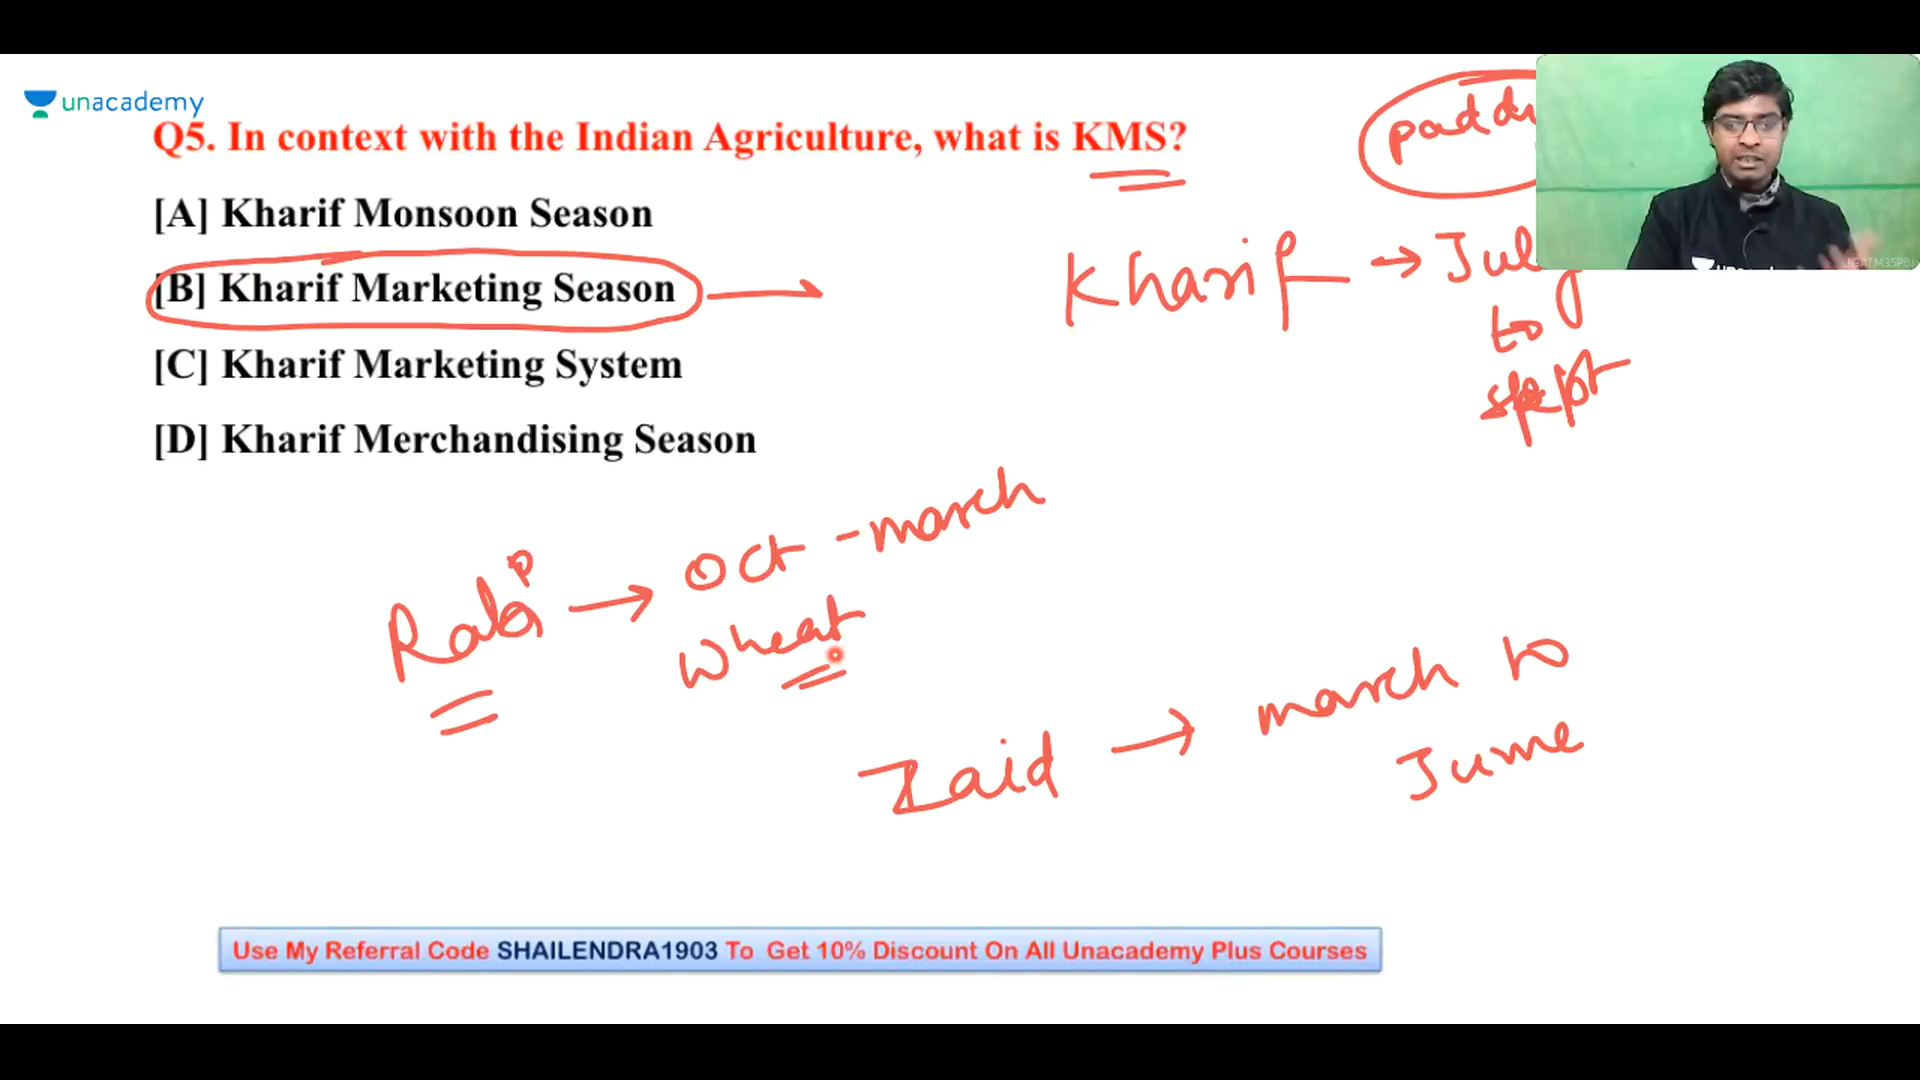 unacademy
Q5. In context with the Indian Agriculture, what is KMS?
[A] Kharif Monsoon Season
[B] Kharif Marketing Season
[C] Kharif Marketing System
[D] Kharif Merchandising Season
Kharif → July
to
Rabi → Oct - march
wheat
Zaid → march to
June
Use My Referral Code SHAILENDRA1903 To Get 10% Discount On All Unacademy Plus Courses